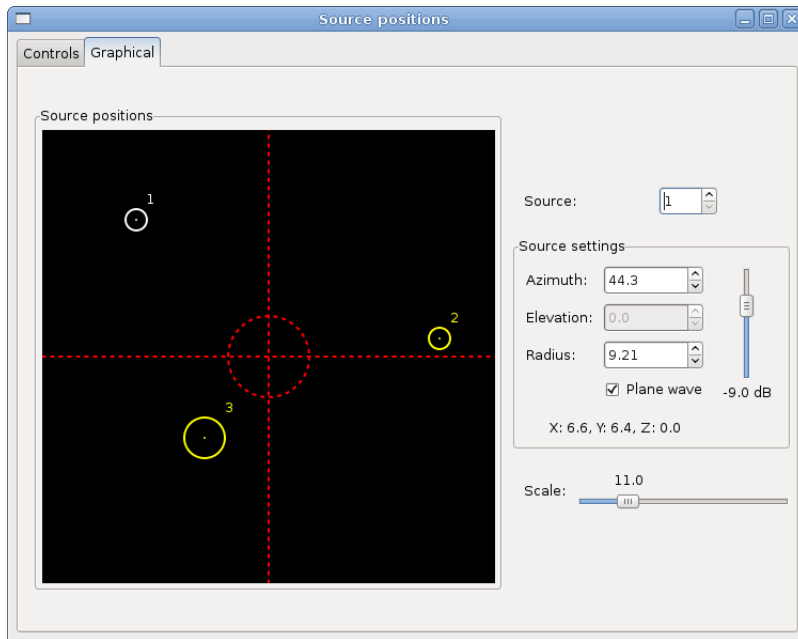 Source positions
Controls Graphical
Source positions
1
2
3
Source: 1
Source settings
Azimuth: 44.3
Elevation: 0.0
Radius: 9.21
Plane wave
-9.0 dB
X: 6.6, Y: 6.4, Z: 0.0
11.0
Scale: